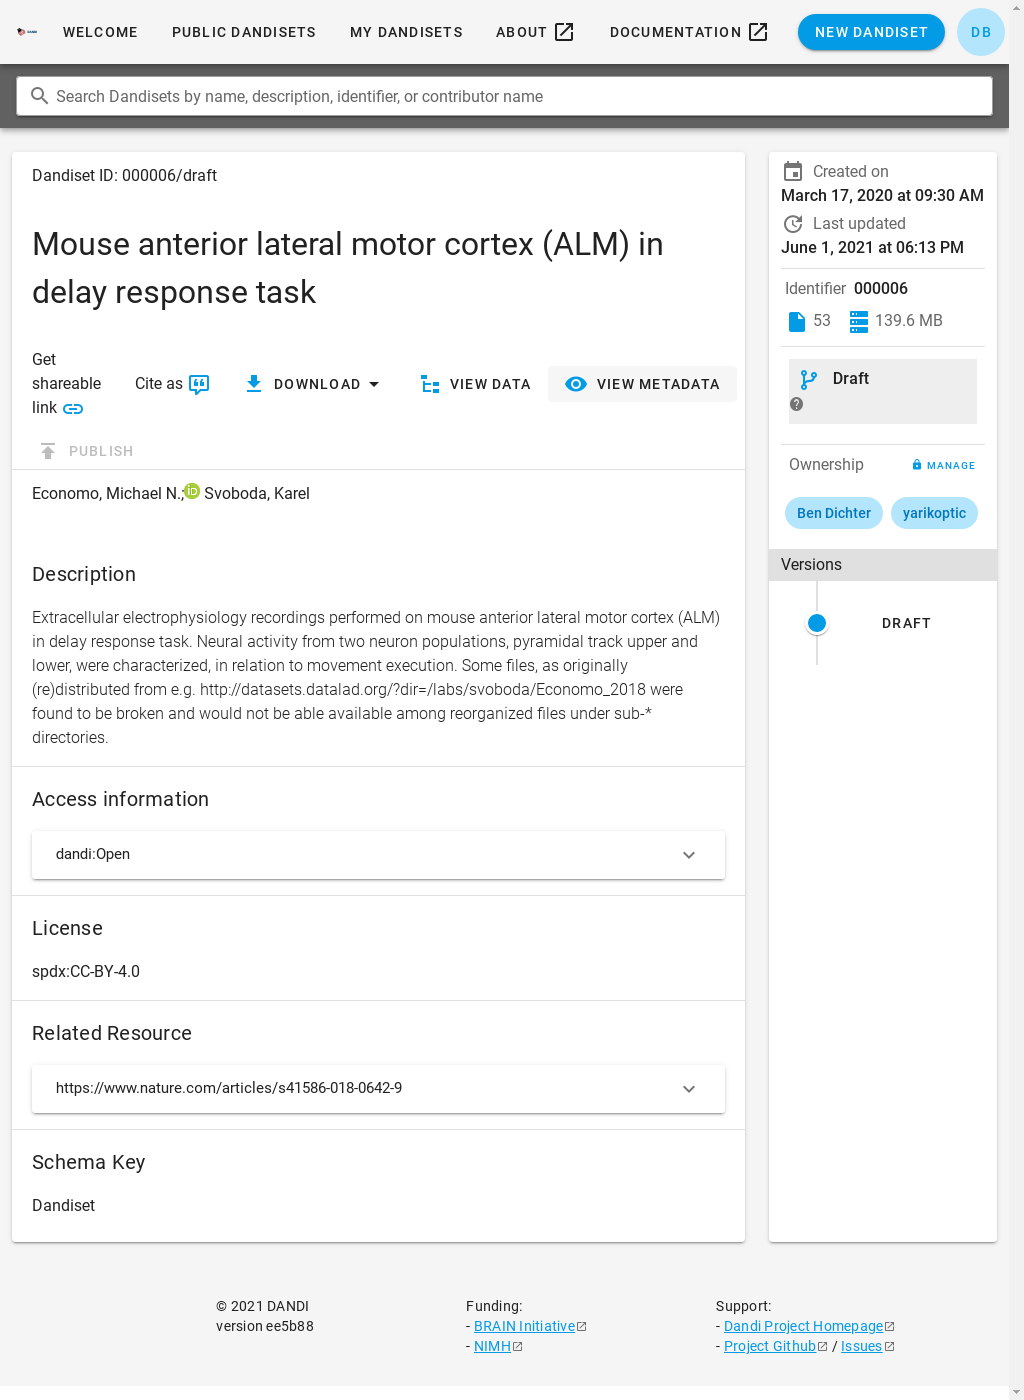 WELCOME PUBLIC DANDISETS MY DANDISETS ABOUT DOCUMENTATION NEW DANDISET DB
Search Dandisets by name, description, identifier, or contributor name
Dandiset ID: 000006/draft
Mouse anterior lateral motor cortex (ALM) in
delay response task
Get
shareable
link
Cite as
DOWNLOAD
VIEW DATA
VIEW METADATA
PUBLISH
Economo, Michael N.; iD Svoboda, Karel
Description
Extracellular electrophysiology recordings performed on mouse anterior lateral motor cortex (ALM)
in delay response task. Neural activity from two neuron populations, pyramidal track upper and
lower, were characterized, in relation to movement execution. Some files, as originally
(re)distributed from e.g. http://datasets.datalad.org/?dir=/labs/svoboda/Economo_2018 were
found to be broken and would not be able available among reorganized files under sub-*
directories.
Access information
dandi:Open
License
spdx:CC-BY-4.0
Related Resource
https://www.nature.com/articles/s41586-018-0642-9
Schema Key
Dandiset
Created on
March 17, 2020 at 09:30 AM
Last updated
June 1, 2021 at 06:13 PM
Identifier 000006
53 139.6 MB
Draft
Ownership MANAGE
Ben Dichter yarikoptic
Versions
DRAFT
© 2021 DANDI
version ee5b88
Funding:
- BRAIN Initiative
- NIMH
Support:
- Dandi Project Homepage
- Project Github / Issues